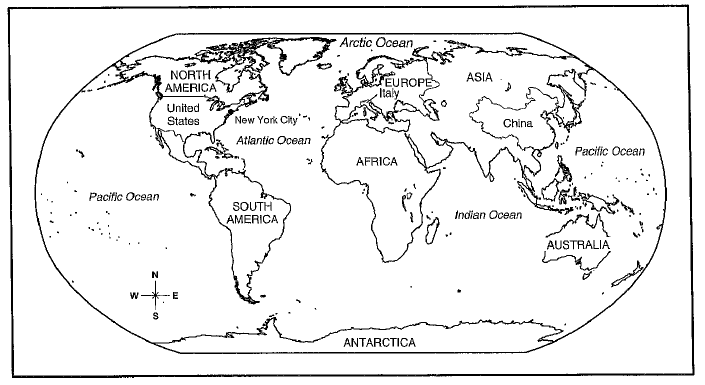 Arctic Ocean
NORTH
AMERICA
EUROPE
ASIA
Italy
United
States
New York City
China
Atlantic Ocean
Pacific Ocean
AFRICA
Pacific Ocean
SOUTH
AMERICA
Indian Ocean
AUSTRALIA
N
W E
S
ANTARCTICA